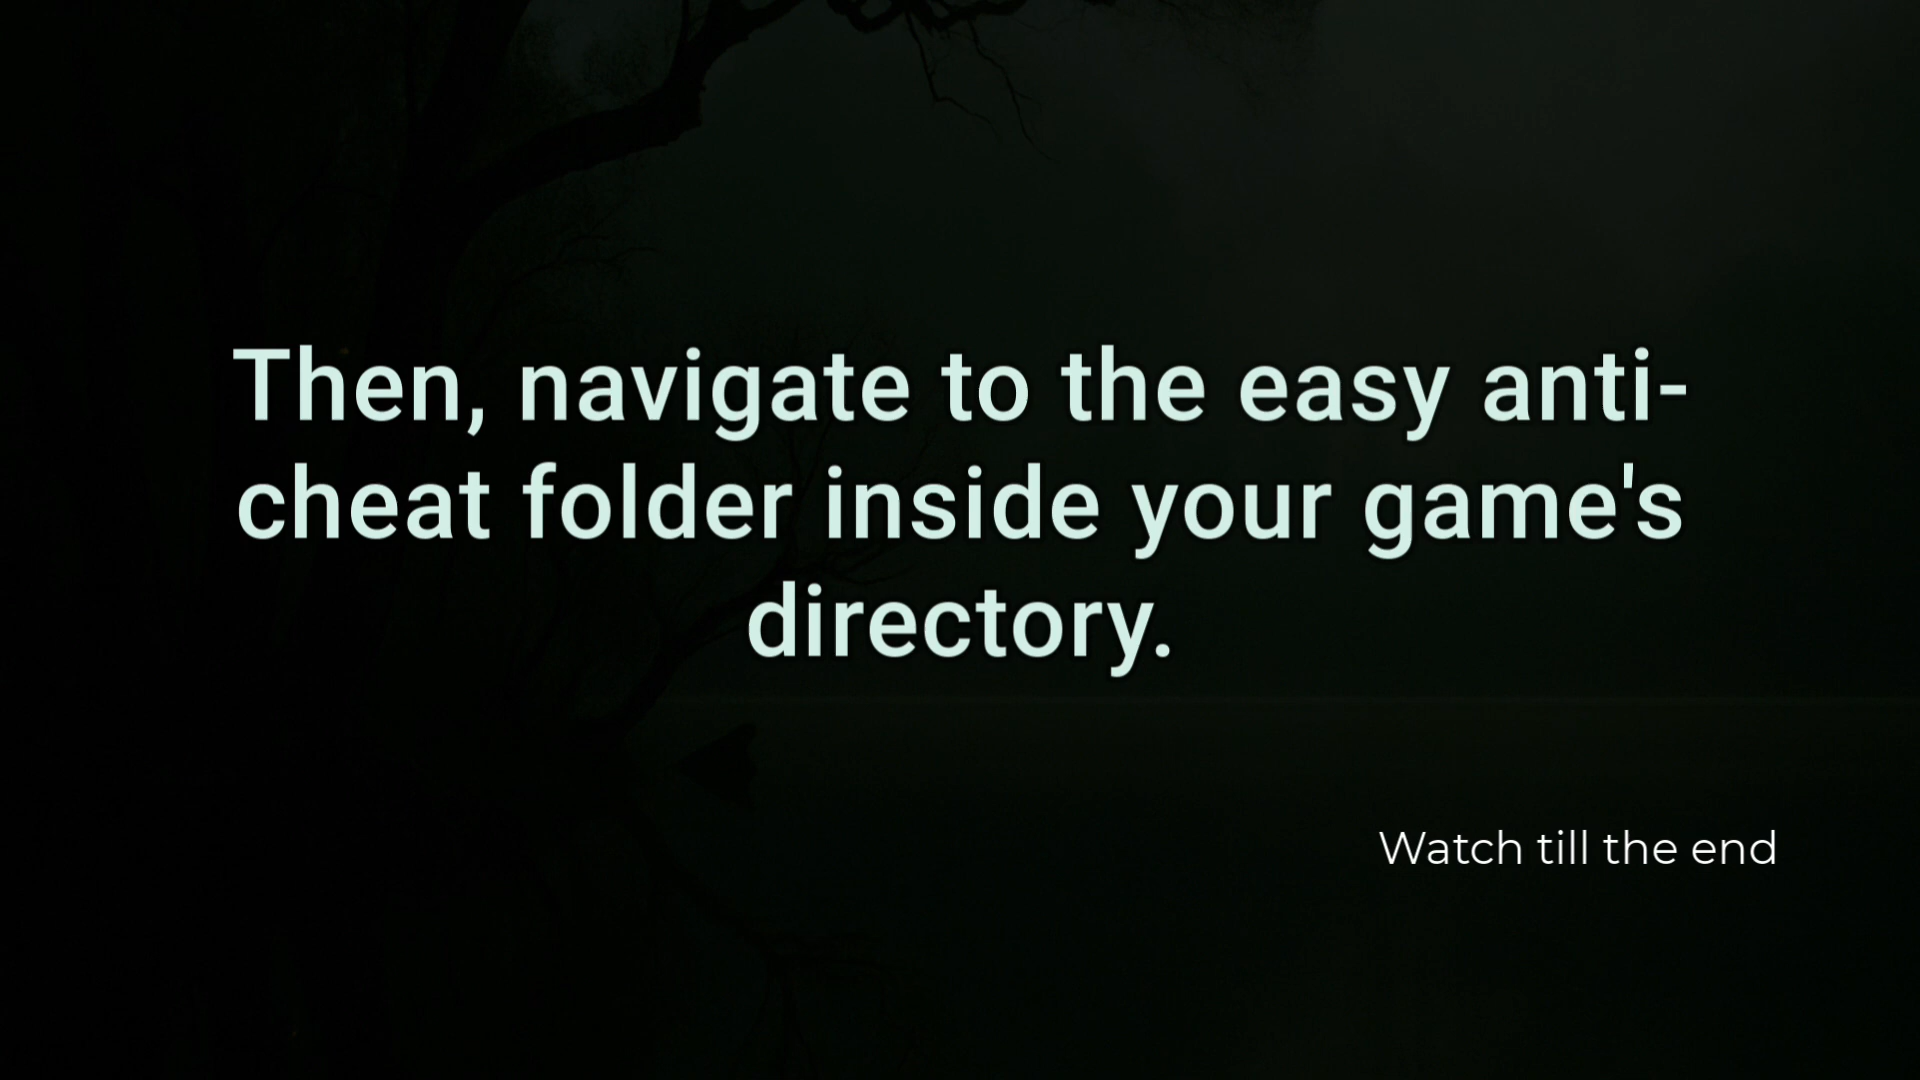 Then, navigate to the easy anti-
cheat folder inside your game's
directory.
Watch till the end